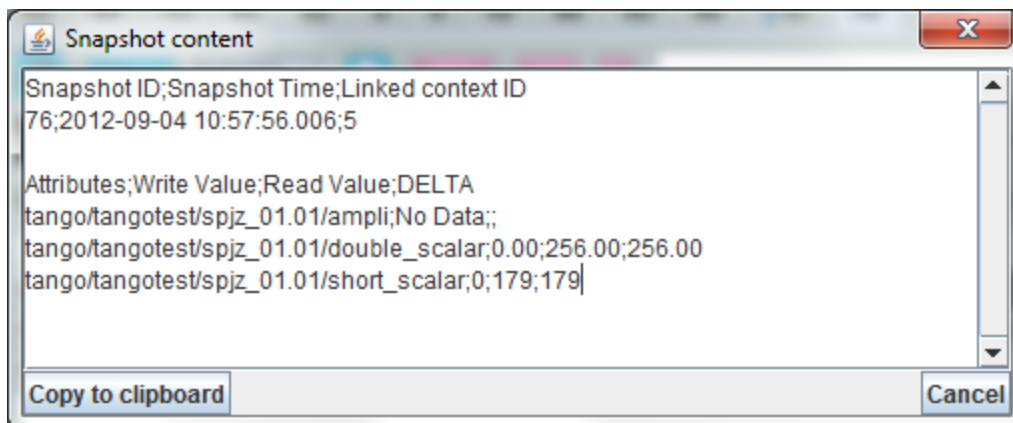 Snapshot content
Snapshot ID;Snapshot Time;Linked context ID
76;2012-09-04 10:57:56.006;5
Attributes;Write Value;Read Value;DELTA
tango/tangotest/spjz_01.01/ampli;No Data;;
tango/tangotest/spjz_01.01/double_scalar;0.00;256.00;256.00
tango/tangotest/spjz_01.01/short_scalar;0;179;179
Copy to clipboard
Cancel